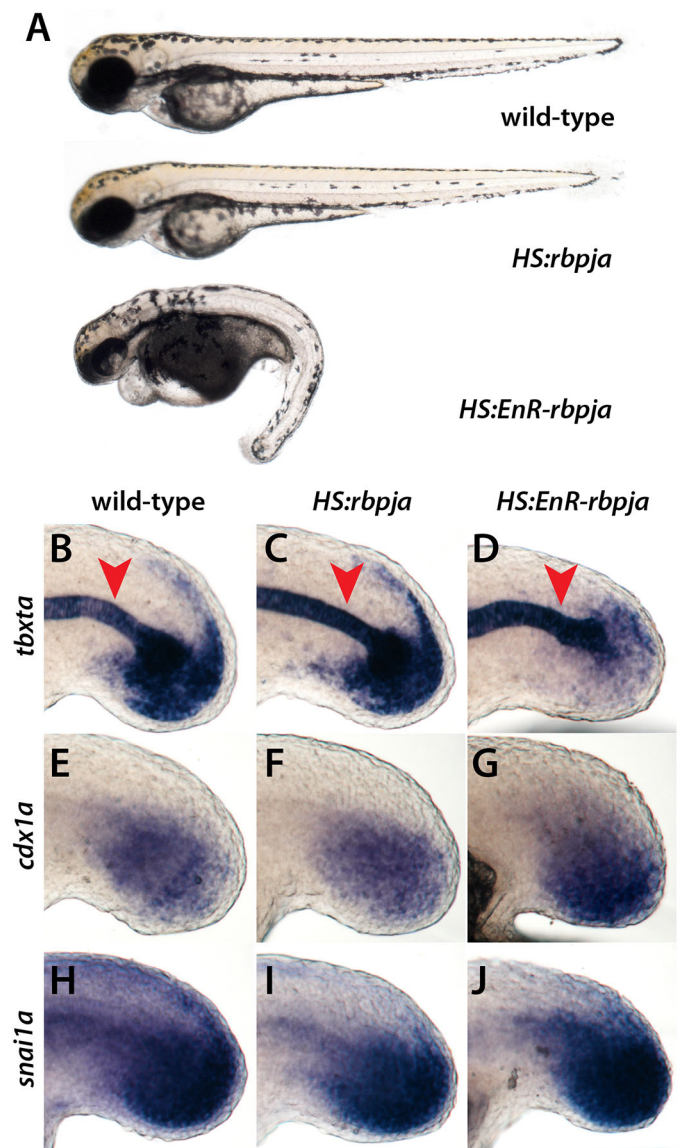 A
wild-type
HS:rbpja
HS:EnR-rbpja
wild-type HS:rbpja HS:EnR-rbpja
tbxta
B C D
cdx1a
E F G
snai1a
H I J